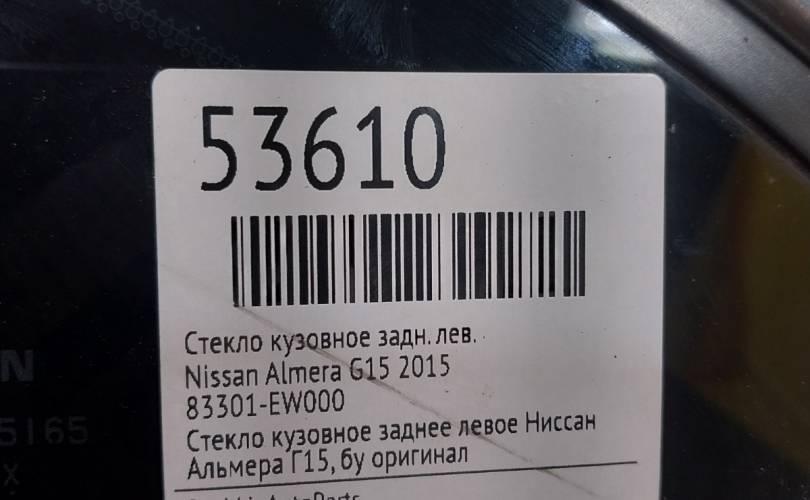 53610
Стекло кузовное задн. лев.
Nissan Almera G15 2015
83301-EW000
Стекло кузовное заднее левое Ниссан
Альмера Г15, бу оригинал
N
5165
X